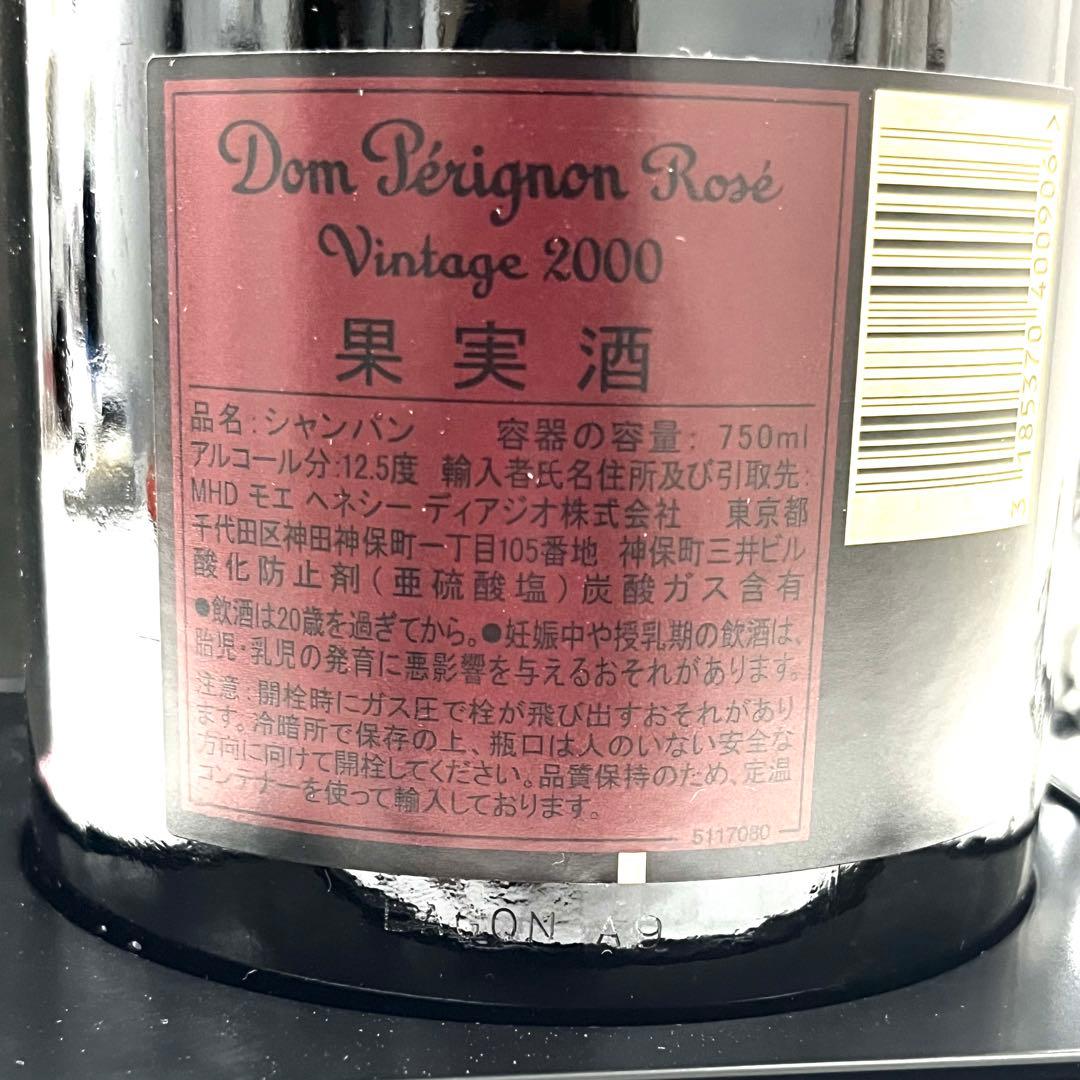 Dom Pérignon Rosé
Vintage 2000
果実酒
品名:シャンパン 容器の容量: 750ml
アルコール分:12.5度 輸入者氏名住所及び引取先:
MHD モエ ヘネシー ディアジオ株式会社 東京都
千代田区神田神保町一丁目105番地 神保町三井ビル
酸化防止剤(亜硫酸塩)炭酸ガス含有
●飲酒は20歳を過ぎてから。●妊娠中や授乳期の飲酒は、
胎児・乳児の発育に悪影響を与えるおそれがあります。
注意:開栓時にガス圧で栓が飛び出すおそれがあり
ます。冷暗所で保存の上、瓶口は人のいない安全な
方向に向けて開栓してください。品質保持のため、定温
コンテナーを使って輸入しております。
5117080
3 185370 400906 >
A9